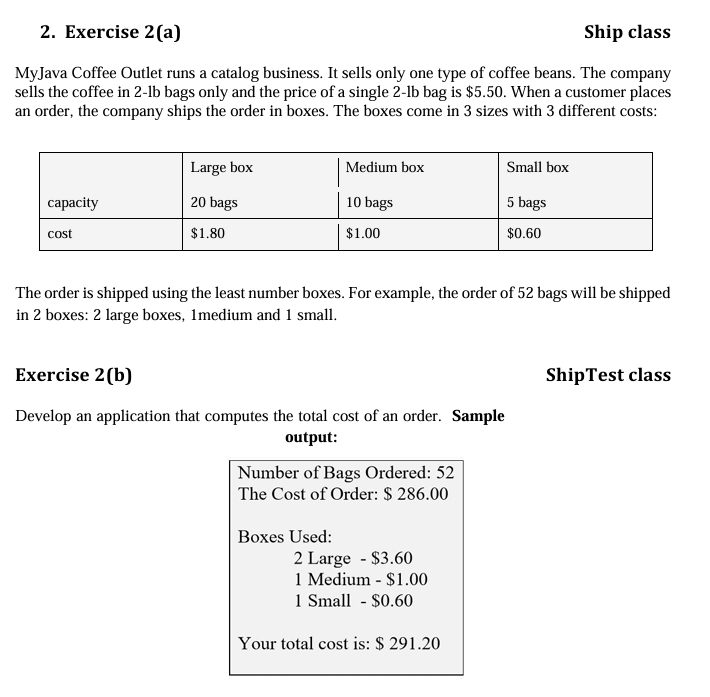 2. Exercise 2(a) Ship class
MyJava Coffee Outlet runs a catalog business. It sells only one type of coffee beans. The company
sells the coffee in 2-lb bags only and the price of a single 2-lb bag is $5.50. When a customer places
an order, the company ships the order in boxes. The boxes come in 3 sizes with 3 different costs:
Large box Medium box Small box
capacity 20 bags 10 bags 5 bags
cost $1.80 $1.00 $0.60
The order is shipped using the least number boxes. For example, the order of 52 bags will be shipped
in 2 boxes: 2 large boxes, 1medium and 1 small.
Exercise 2(b) ShipTest class
Develop an application that computes the total cost of an order. Sample
output:
Number of Bags Ordered: 52
The Cost of Order: $ 286.00
Boxes Used:
2 Large - $3.60
1 Medium - $1.00
1 Small - $0.60
Your total cost is: $ 291.20